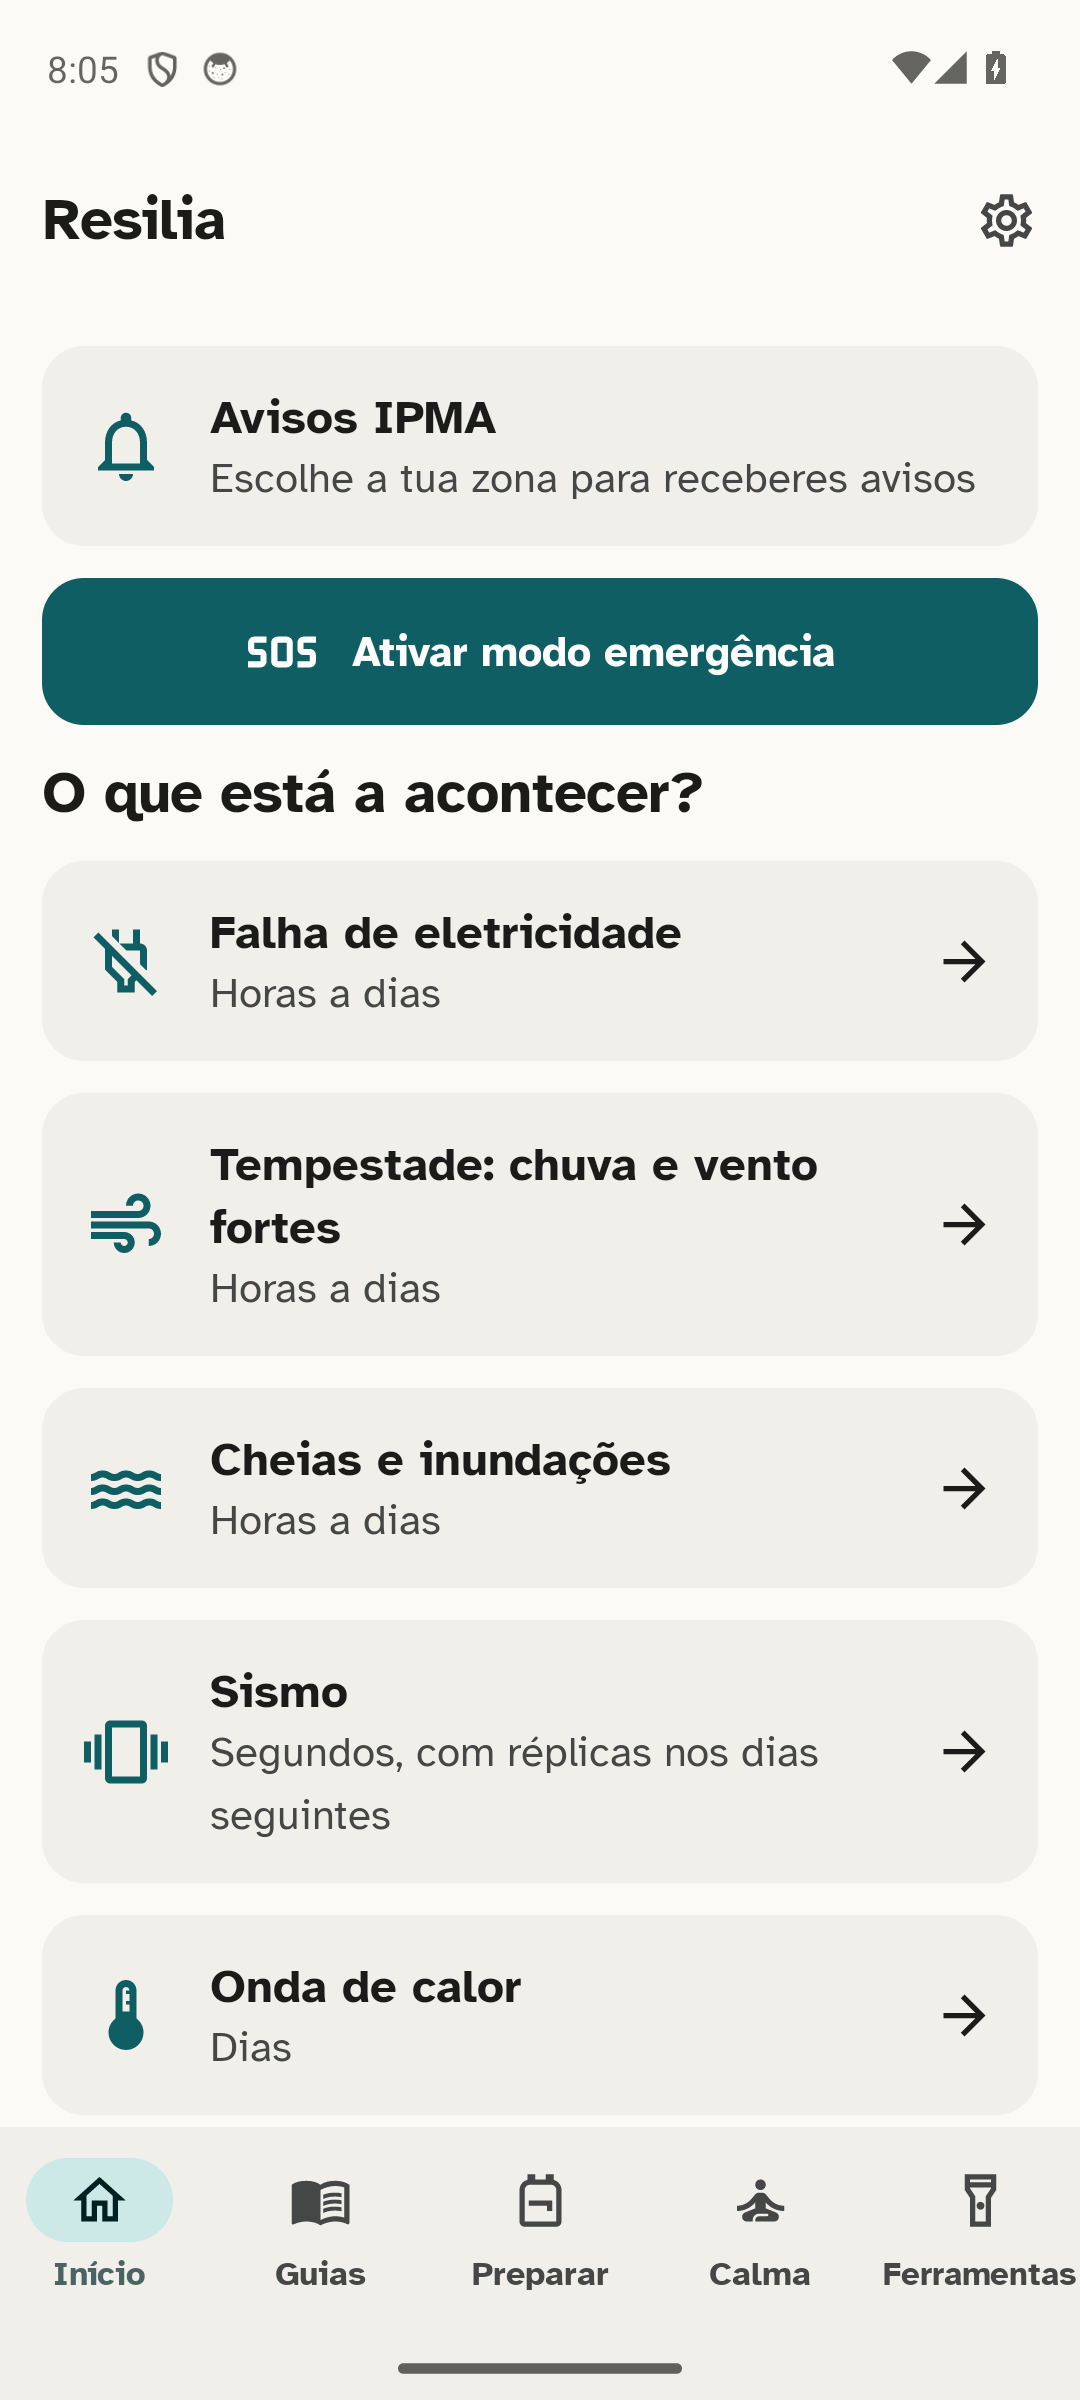 8:05
Resilia
Avisos IPMA
Escolhe a tua zona para receberes avisos
SOS Ativar modo emergência
O que está a acontecer?
Falha de eletricidade
Horas a dias
Tempestade: chuva e vento
fortes
Horas a dias
Cheias e inundações
Horas a dias
Sismo
Segundos, com réplicas nos dias
seguintes
Onda de calor
Dias
Início Guias Preparar Calma Ferramentas